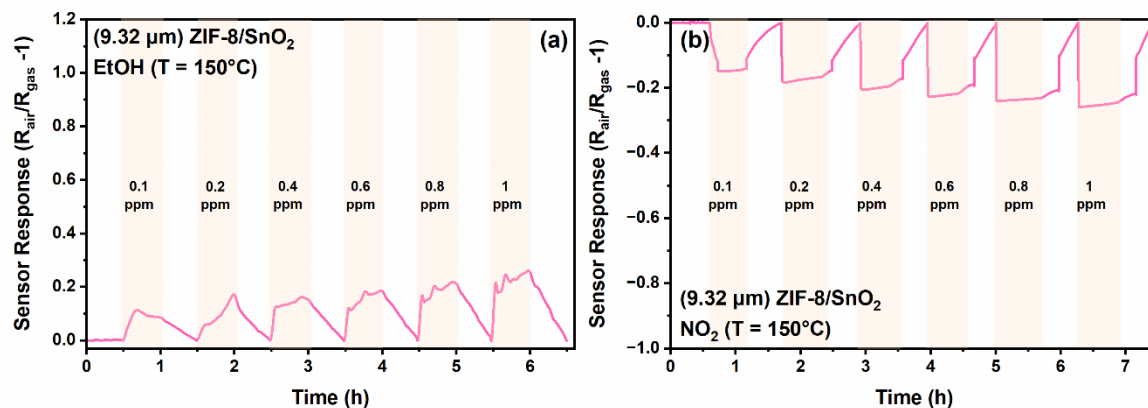 (9.32 µm) ZIF-8/SnO₂
EtOH (T = 150°C)
(a)
Sensor Response (R_air/R_gas -1)
1.2
1.0
0.8
0.6
0.4
0.2
0.0
0.1 ppm
0.2 ppm
0.4 ppm
0.6 ppm
0.8 ppm
1 ppm
0
1
2
3
4
5
6
Time (h)
(b)
Sensor Response (R_air/R_gas -1)
0.0
−0.2
−0.4
−0.6
−0.8
−1.0
0.1 ppm
0.2 ppm
0.4 ppm
0.6 ppm
0.8 ppm
1 ppm
(9.32 µm) ZIF-8/SnO₂
NO₂ (T = 150°C)
0
1
2
3
4
5
6
7
Time (h)